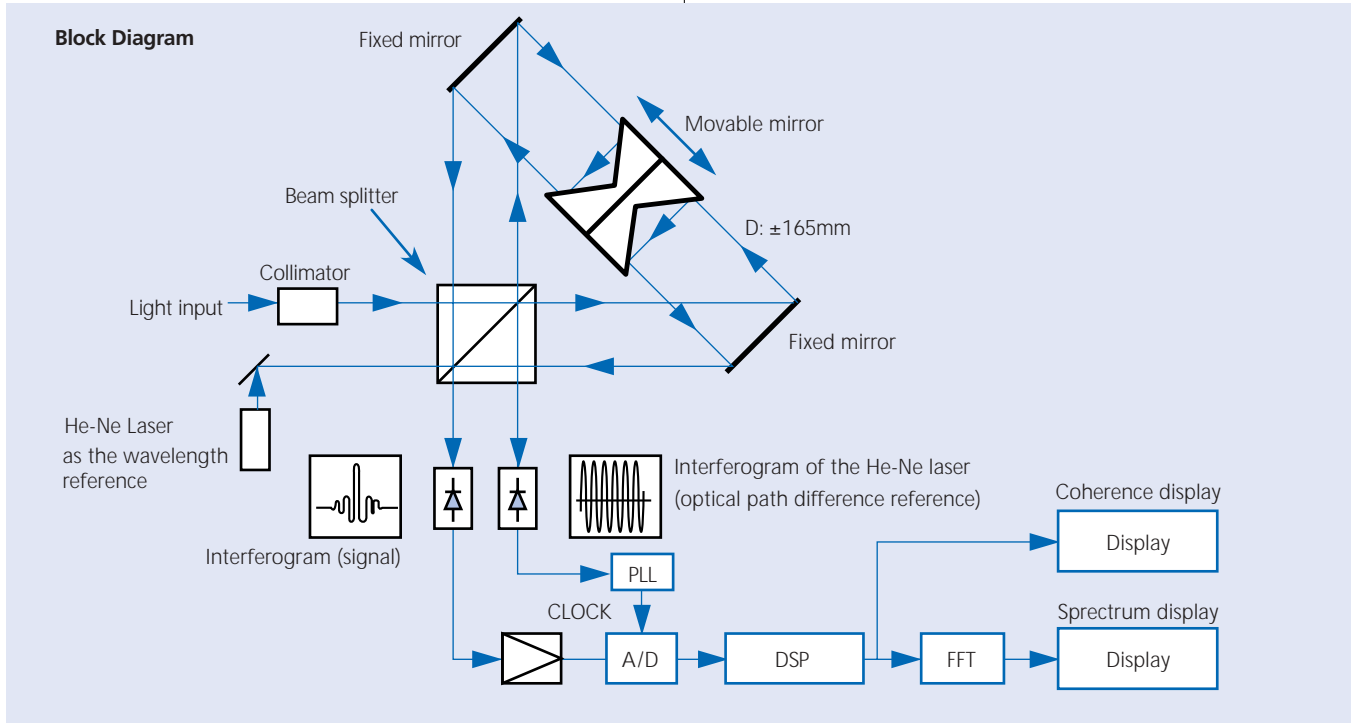 Block Diagram
Fixed mirror
Movable mirror
Beam splitter
D: ±165mm
Collimator
Light input
Fixed mirror
He-Ne Laser
as the wavelength
reference
Interferogram of the He-Ne laser
(optical path difference reference)
Coherence display
Display
Interferogram (signal)
PLL
CLOCK
Sprectrum display
A/D
DSP
FFT
Display